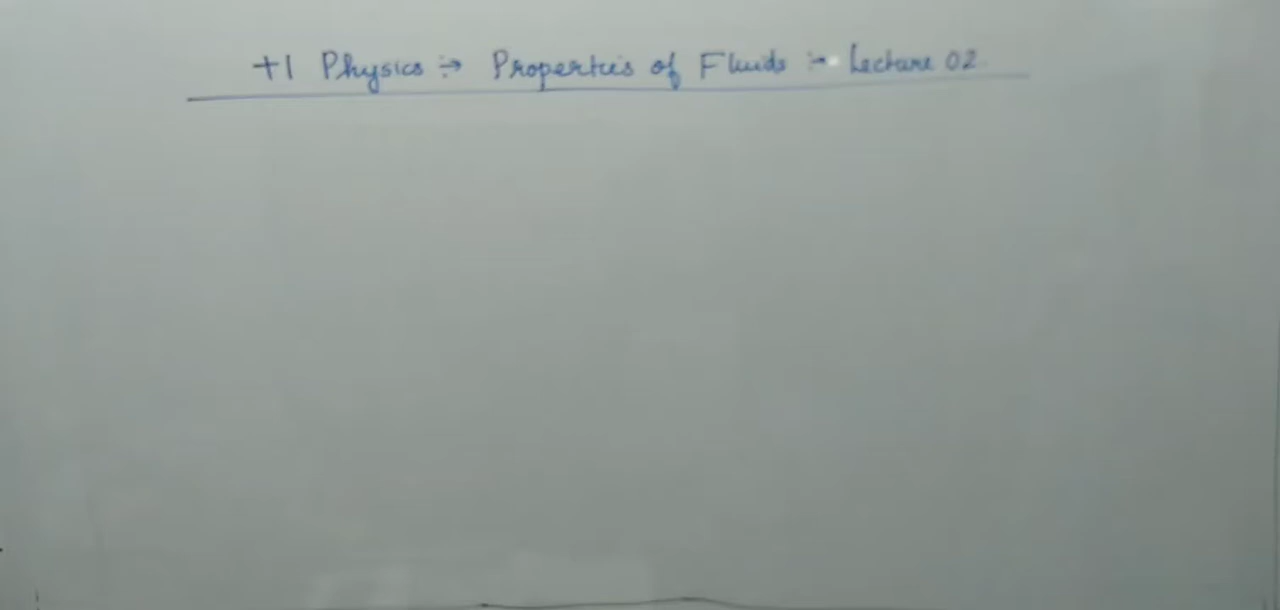 +1 Physics :→ Properties of Fluids :- Lecture 02